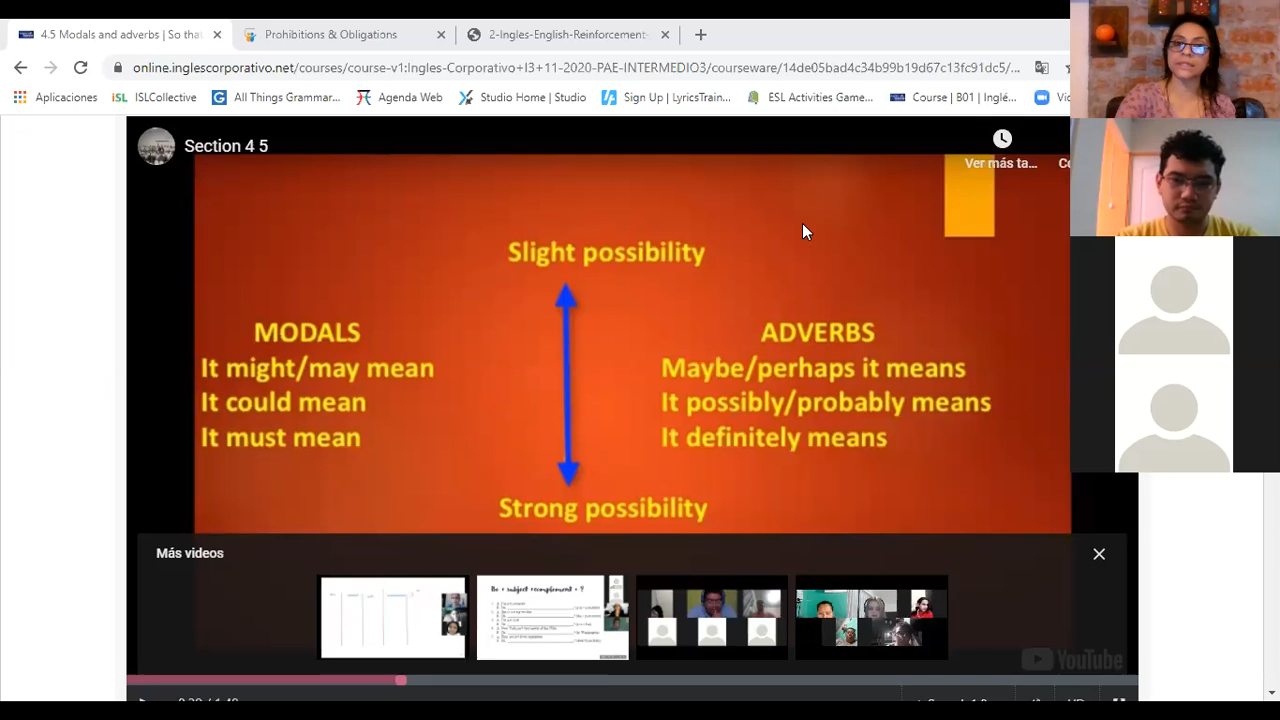 4.5 Modals and adverbs | So that
Prohibitions & Obligations
2-Ingles-English-Reinforcement-
online.inglescorporativo.net/courses/course-v1:Ingles-Corporativo+I3+11-2020-PAE-INTERMEDIO3/courseware/14de05bad4c34b99b19d67c13fc91dc5/...
Aplicaciones
iSLCollective
All Things Grammar...
Agenda Web
Studio Home | Studio
Sign Up | LyricsTrain...
ESL Activities Game...
Course | B01 | Inglé...
Section 4 5
Ver más ta...
Slight possibility
MODALS
It might/may mean
It could mean
It must mean
ADVERBS
Maybe/perhaps it means
It possibly/probably means
It definitely means
Strong possibility
Más videos
Be + subject + complement + ?
YouTube